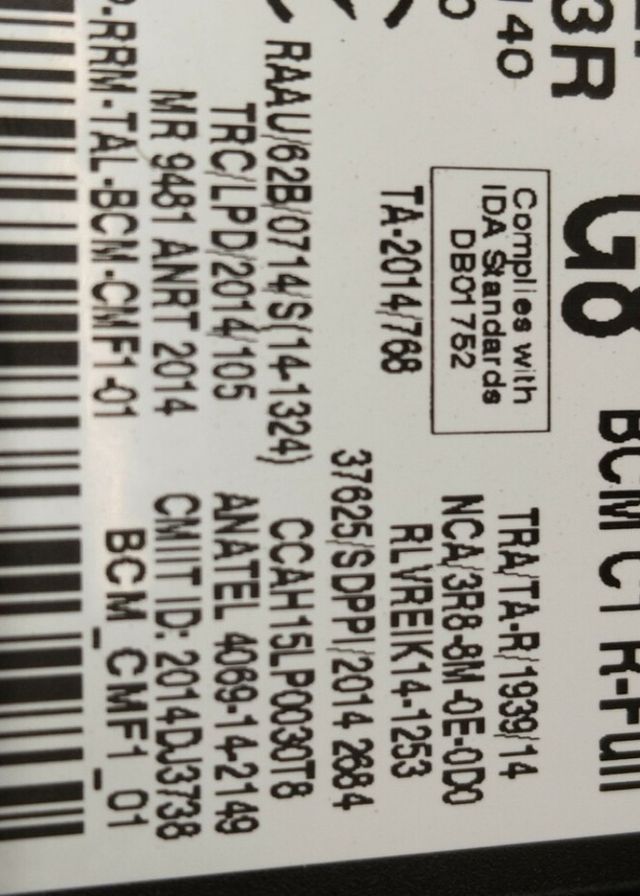 3R
G8 BCM C1 R-Full
140
0
Complies with
IDA Standards
DB01752
TRA/TA-R/1939/14
NCA/3R8-8M-0E-0D0
TA-2014/768
RLVREIK14-1253
37625/SDPPI/2014 2684
RAAU/62B/0714/S(14-1324)
CCAH15LP0030T8
TRC/LPD/2014/105
ANATEL 4069-14-2149
MR 9481 ANRT 2014
CMIIT ID: 2014DJ3738
P-RRM-TAL-BCM-CMF1-01
BCM_CMF1_01